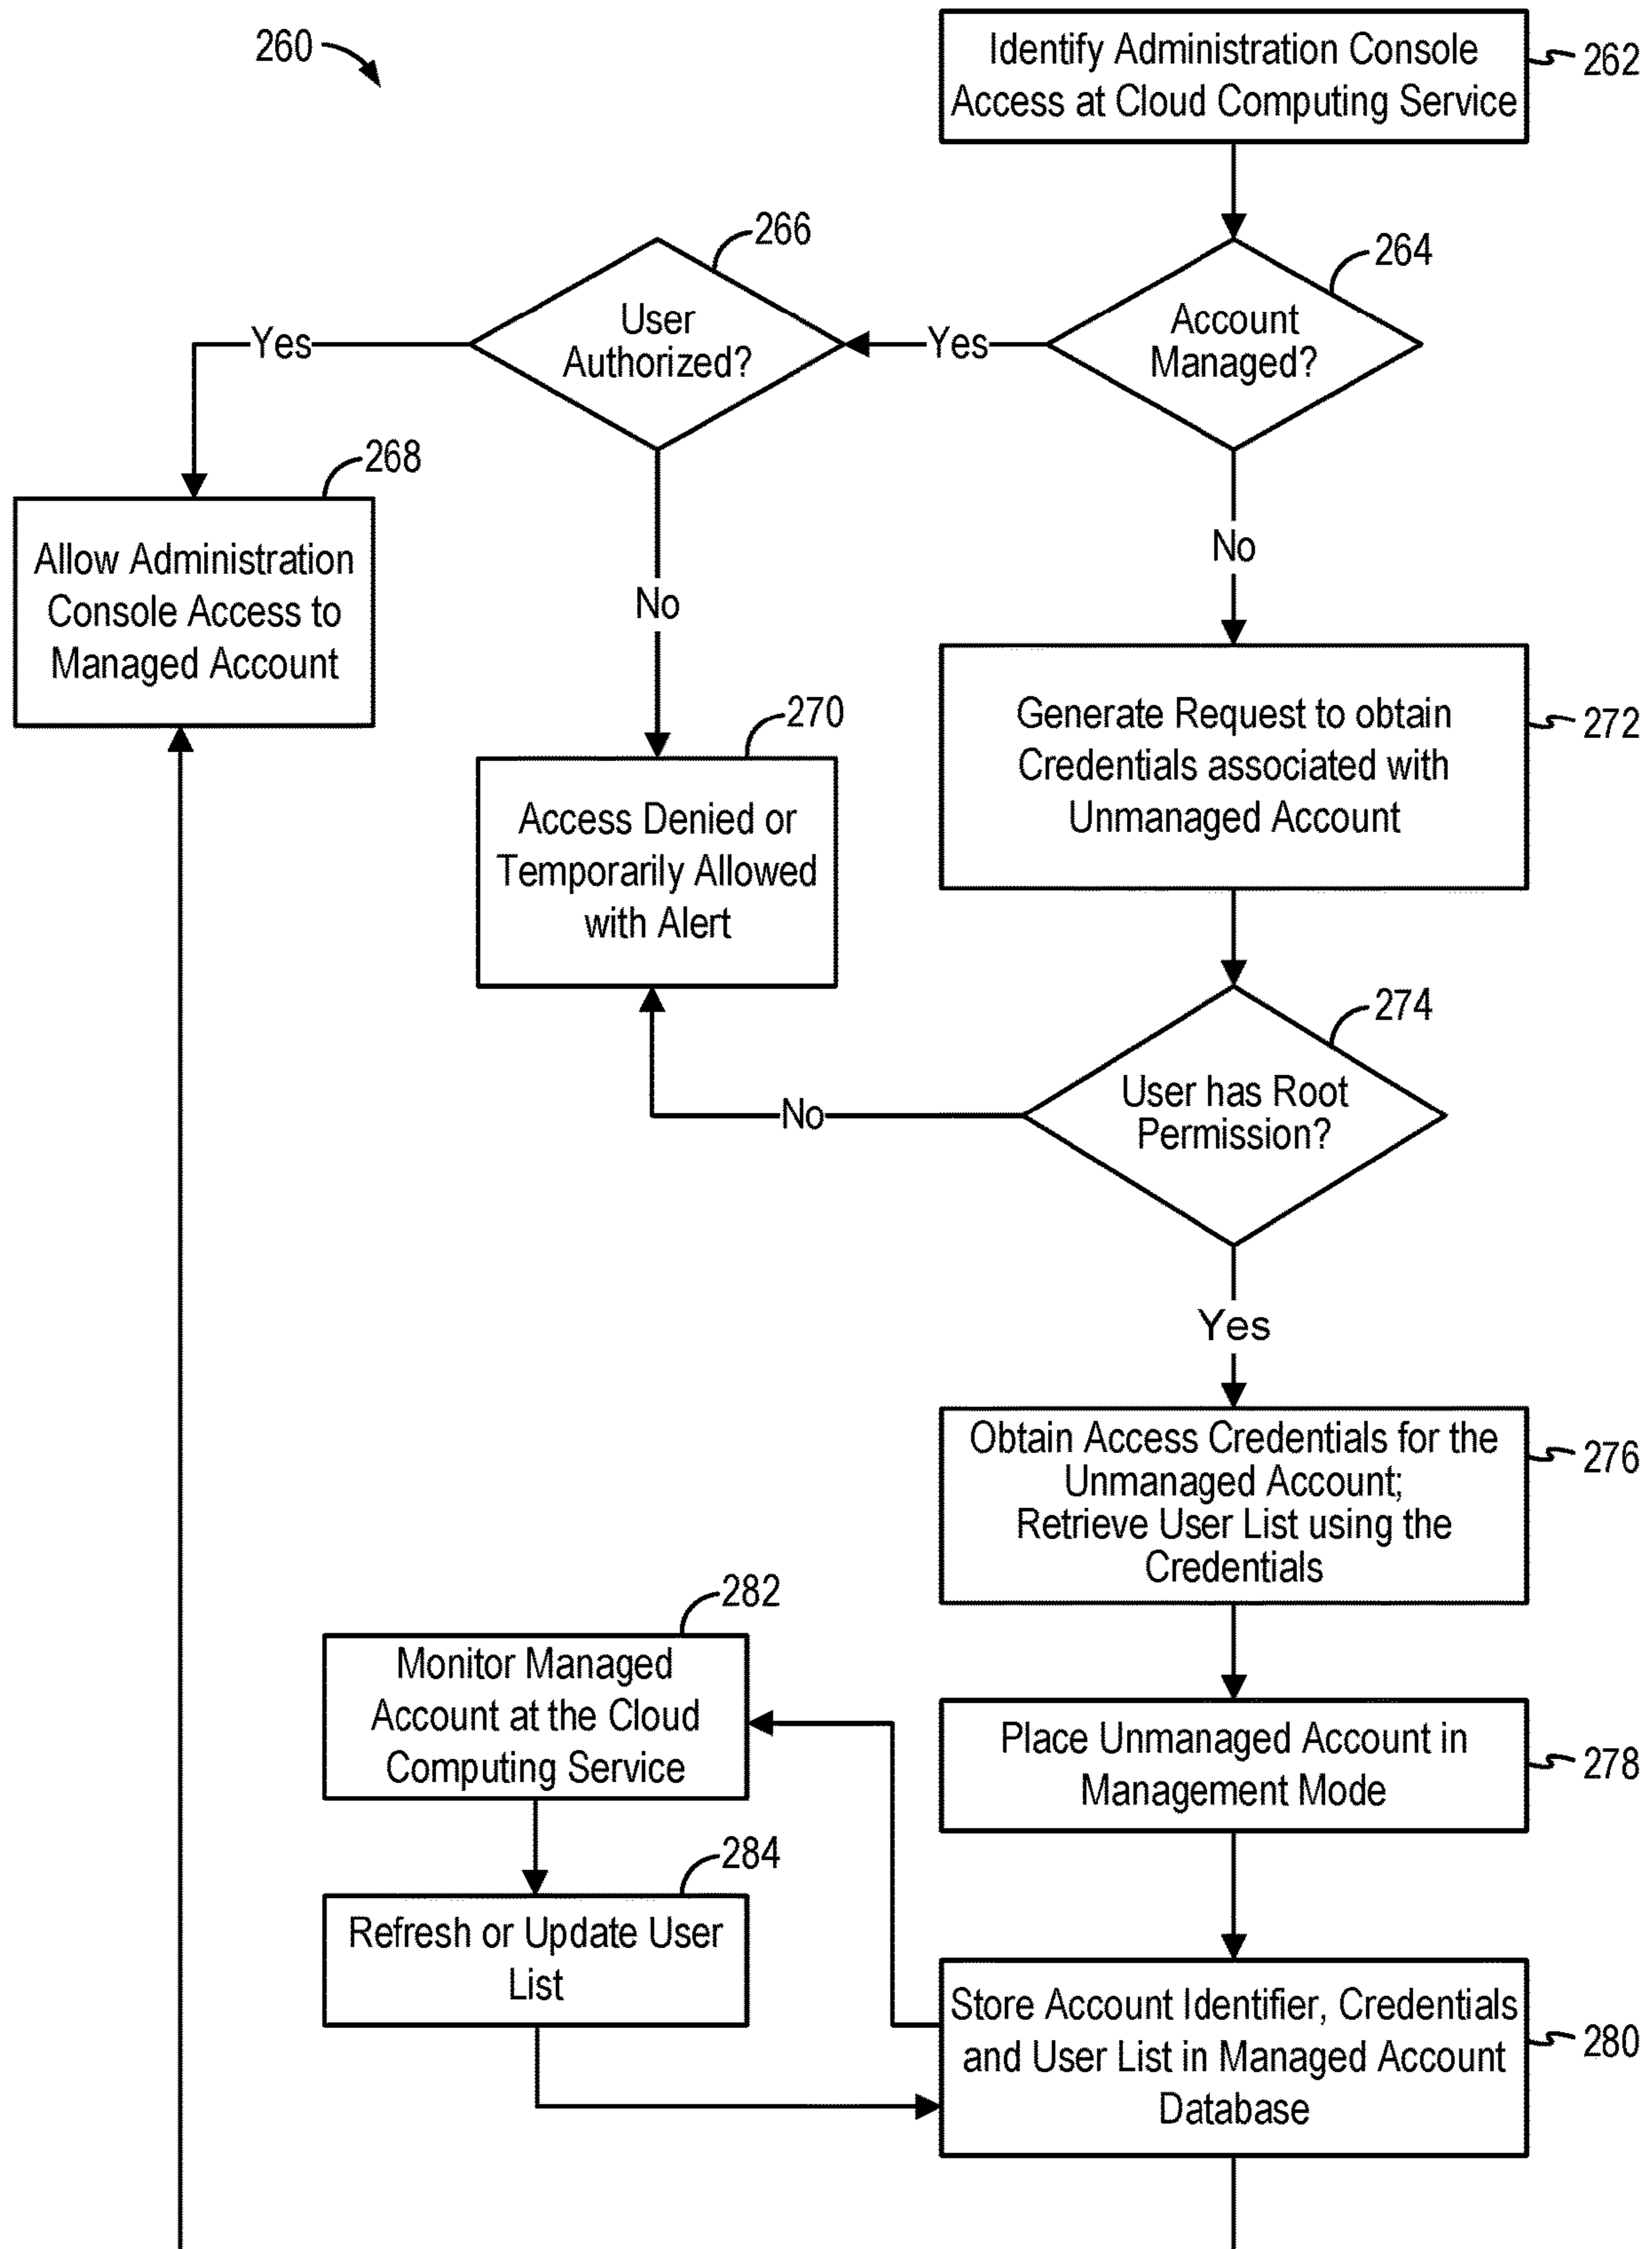 260
Identify Administration Console
Access at Cloud Computing Service
262
266
264
User
Authorized?
Account
Managed?
Yes
Yes
268
No
No
Allow Administration
Console Access to
Managed Account
270
Generate Request to obtain
Credentials associated with
Unmanaged Account
272
Access Denied or
Temporarily Allowed
with Alert
274
User has Root
Permission?
No
Yes
Obtain Access Credentials for the
Unmanaged Account;
Retrieve User List using the
Credentials
276
282
Monitor Managed
Account at the Cloud
Computing Service
Place Unmanaged Account in
Management Mode
278
284
Refresh or Update User
List
Store Account Identifier, Credentials
and User List in Managed Account
Database
280